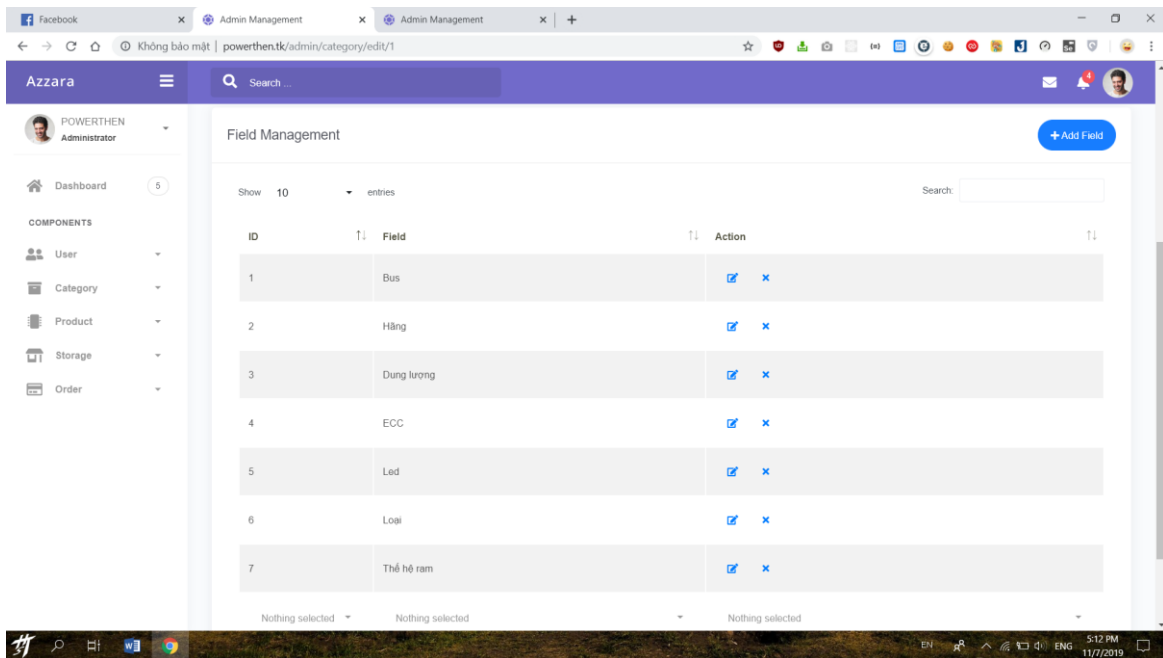 Facebook
Admin Management
Admin Management
Không bảo mật | powerthen.tk/admin/category/edit/1
Azzara
Search ...
4
POWERTHEN
Administrator
Field Management
+ Add Field
Dashboard
5
Show 10 entries
Search:
COMPONENTS
ID Field Action
User
Category
Product
Storage
Order
1 Bus
2 Hãng
3 Dung lượng
4 ECC
5 Led
6 Loại
7 Thế hệ ram
Nothing selected Nothing selected Nothing selected
EN ENG 5:12 PM
11/7/2019